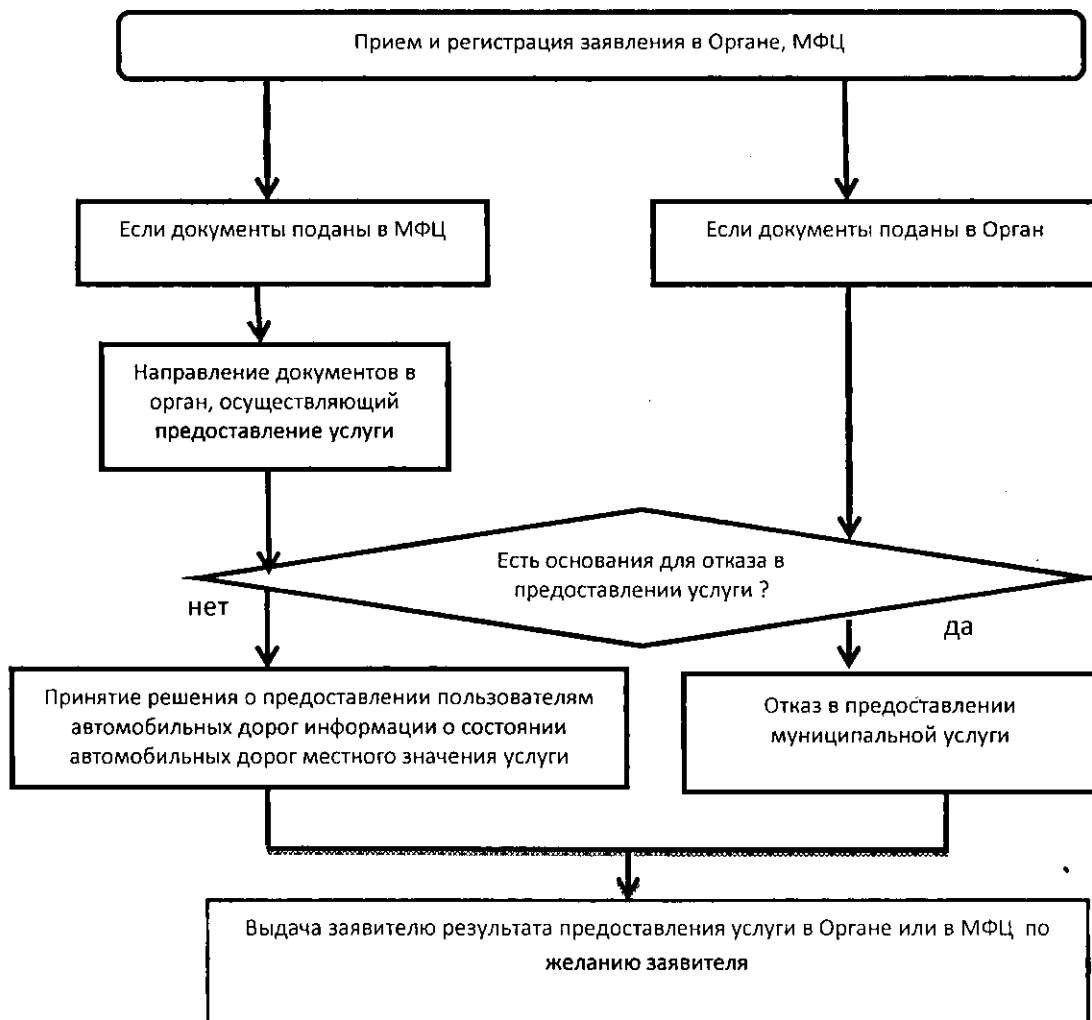 Прием и регистрация заявления в Органе, МФЦ
Если документы поданы в МФЦ
Если документы поданы в Орган
Направление документов в
орган, осуществляющий
предоставление услуги
Есть основания для отказа в
предоставлении услуги ?
нет
да
Принятие решения о предоставлении пользователям
автомобильных дорог информации о состоянии
автомобильных дорог местного значения услуги
Отказ в предоставлении
муниципальной услуги
Выдача заявителю результата предоставления услуги в Органе или в МФЦ по
желанию заявителя